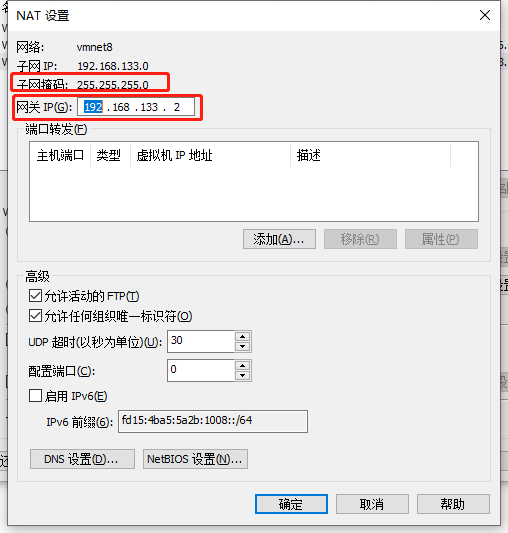 NAT 设置
网络: vmnet8
子网 IP: 192.168.133.0
子网掩码: 255.255.255.0
网关 IP(G): 192 . 168 . 133 . 2
端口转发(F)
主机端口 类型 虚拟机 IP 地址 描述
添加(A)... 移除(R) 属性(P)
高级
允许活动的 FTP(T)
允许任何组织唯一标识符(O)
UDP 超时(以秒为单位)(U): 30
配置端口(C): 0
启用 IPv6(E)
IPv6 前缀(6): fd15:4ba5:5a2b:1008::/64
DNS 设置(D)... NetBIOS 设置(N)...
确定 取消 帮助